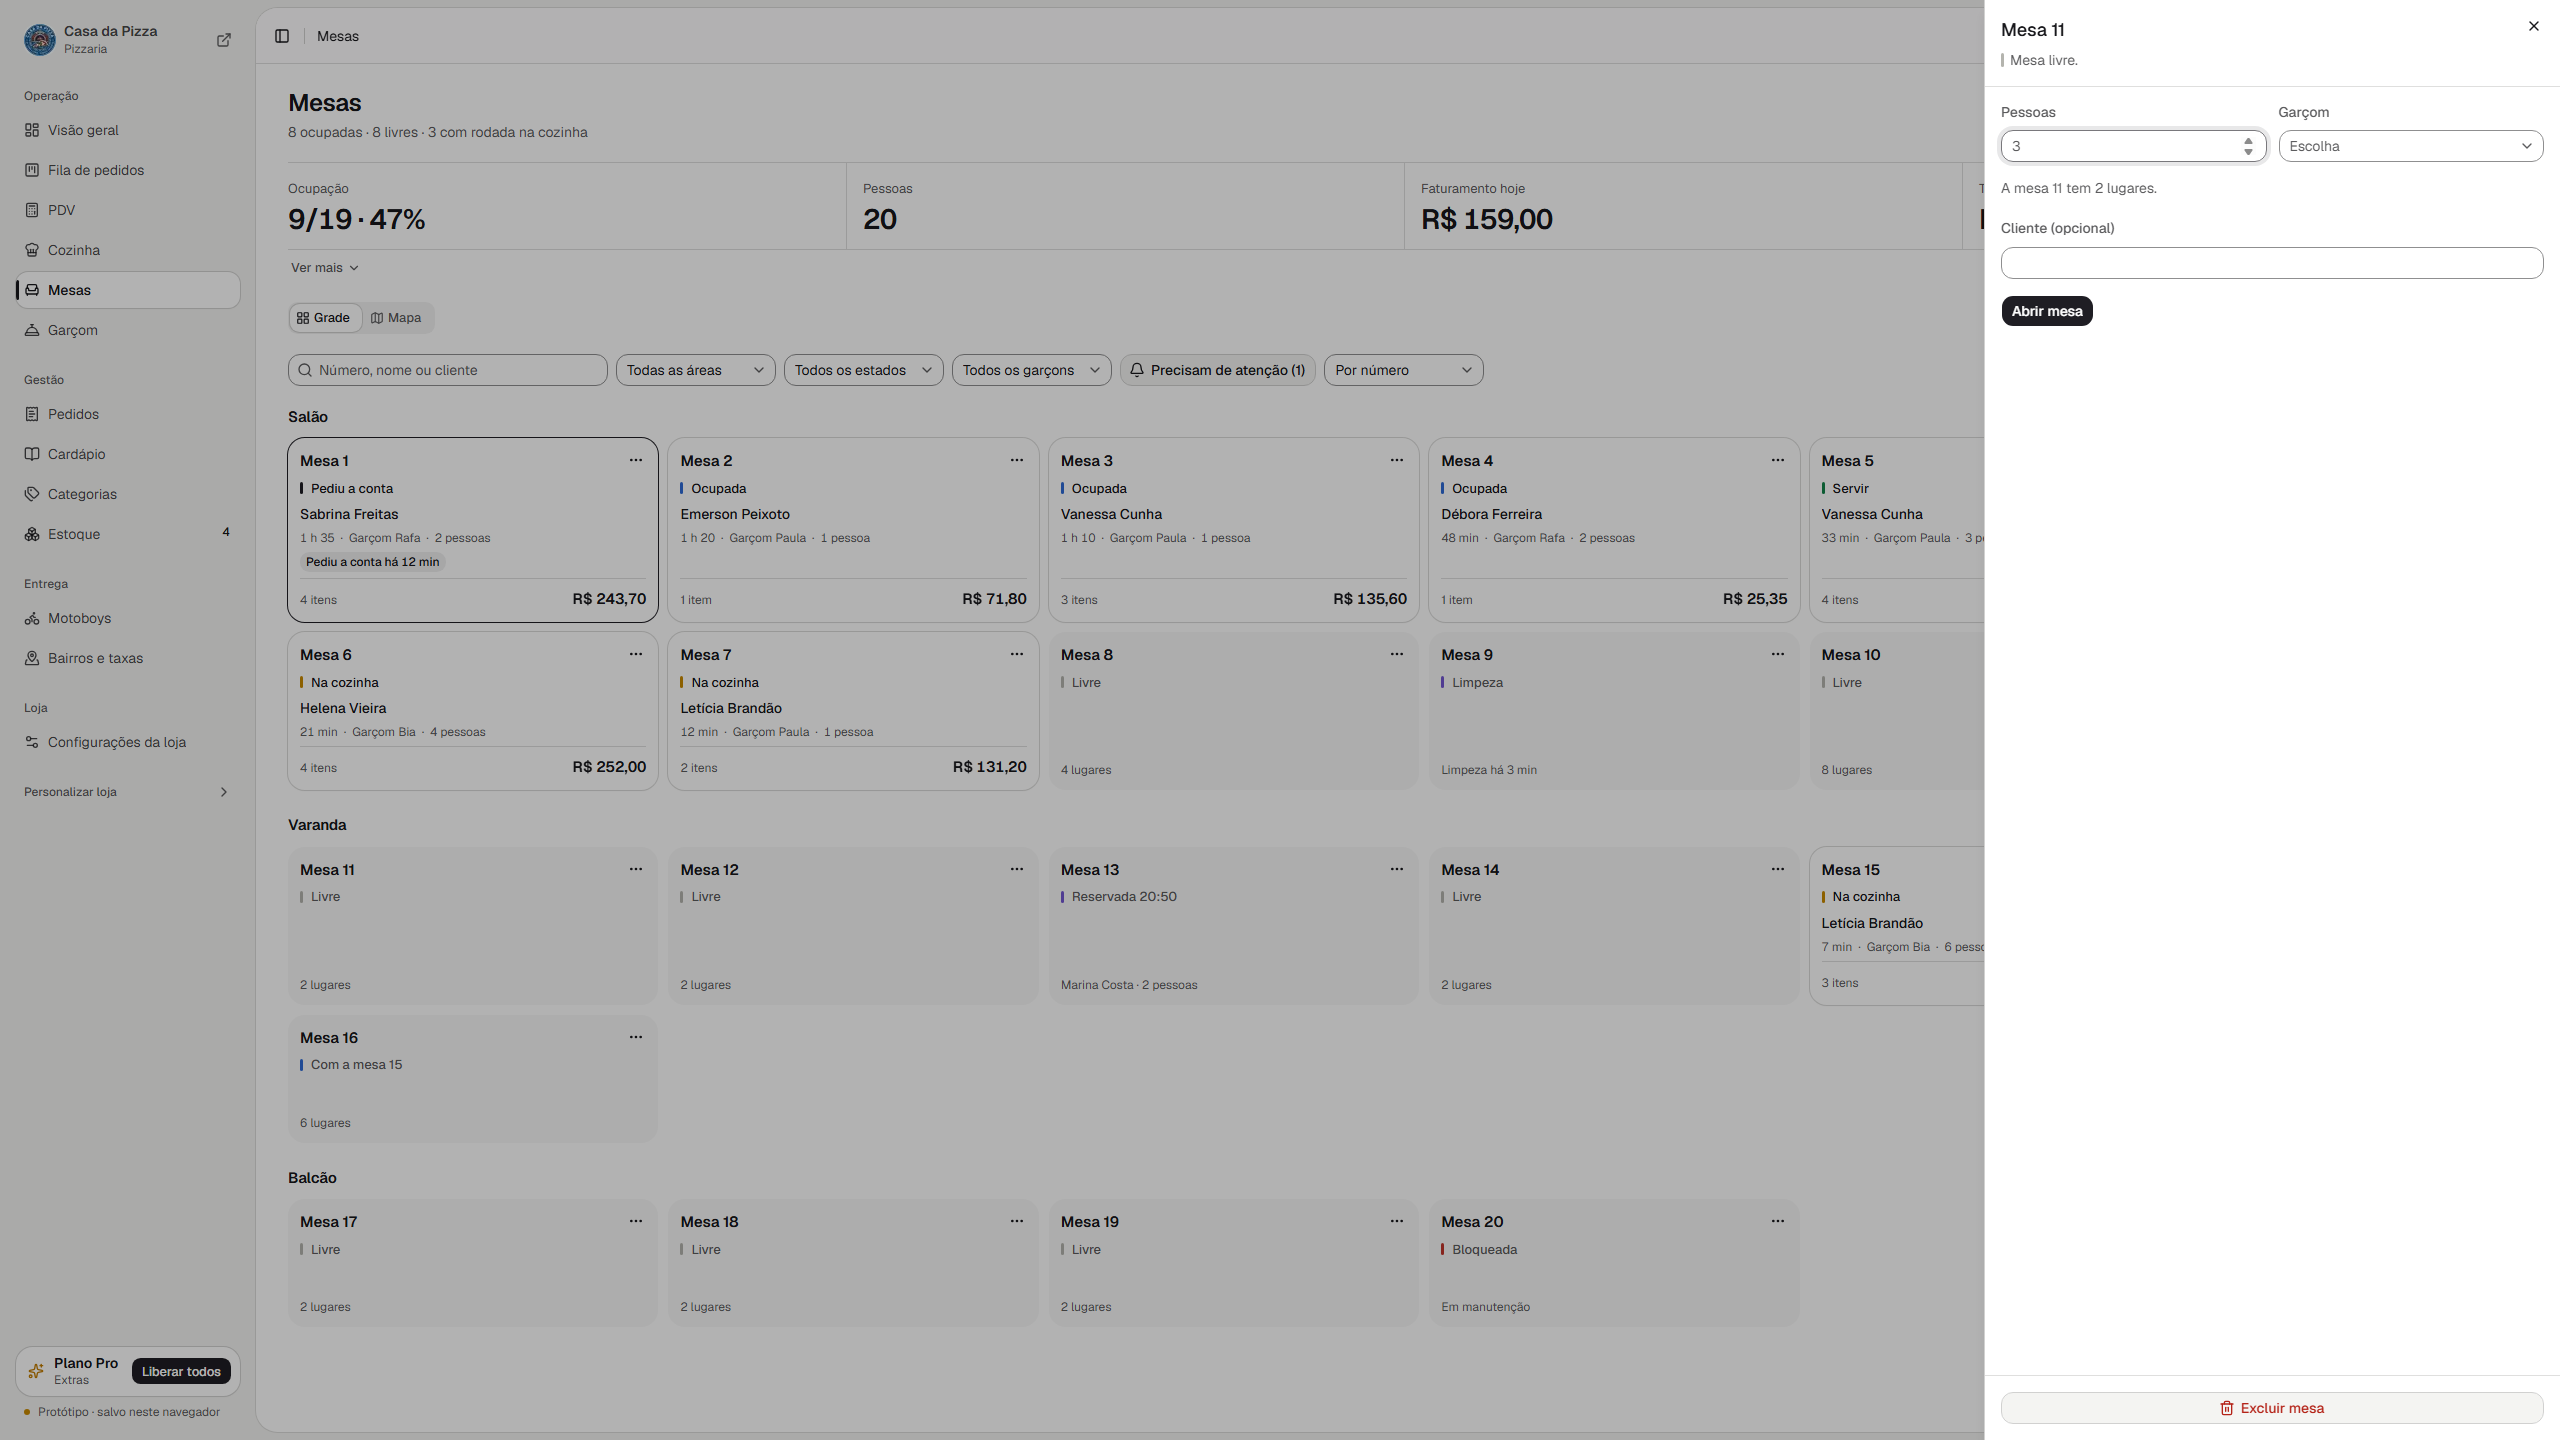 Casa da Pizza
Pizzaria
Operação
Visão geral
Fila de pedidos
PDV
Cozinha
Mesas
Garçom
Gestão
Pedidos
Cardápio
Categorias
Estoque 4
Entrega
Motoboys
Bairros e taxas
Loja
Configurações da loja
Personalizar loja
Plano Pro
Extras
Liberar todos
Protótipo · salvo neste navegador
Mesas
Mesas
8 ocupadas · 8 livres · 3 com rodada na cozinha
Ocupação
9/19 · 47%
Pessoas
20
Faturamento hoje
R$ 159,00
Ver mais
Grade
Mapa
Número, nome ou cliente
Todas as áreas
Todos os estados
Todos os garçons
Precisam de atenção (1)
Por número
Salão
Mesa 1
Pediu a conta
Sabrina Freitas
1 h 35 · Garçom Rafa · 2 pessoas
Pediu a conta há 12 min
4 itens R$ 243,70
Mesa 2
Ocupada
Emerson Peixoto
1 h 20 · Garçom Paula · 1 pessoa
1 item R$ 71,80
Mesa 3
Ocupada
Vanessa Cunha
1 h 10 · Garçom Paula · 1 pessoa
3 itens R$ 135,60
Mesa 4
Ocupada
Débora Ferreira
48 min · Garçom Rafa · 2 pessoas
1 item R$ 25,35
Mesa 5
Servir
Vanessa Cunha
33 min · Garçom Paula · 3 pe
4 itens
Mesa 6
Na cozinha
Helena Vieira
21 min · Garçom Bia · 4 pessoas
4 itens R$ 252,00
Mesa 7
Na cozinha
Letícia Brandão
12 min · Garçom Paula · 1 pessoa
2 itens R$ 131,20
Mesa 8
Livre
4 lugares
Mesa 9
Limpeza
Limpeza há 3 min
Mesa 10
Livre
8 lugares
Varanda
Mesa 11
Livre
2 lugares
Mesa 12
Livre
2 lugares
Mesa 13
Reservada 20:50
Marina Costa · 2 pessoas
Mesa 14
Livre
2 lugares
Mesa 15
Na cozinha
Letícia Brandão
7 min · Garçom Bia · 6 pesso
3 itens
Mesa 16
Com a mesa 15
6 lugares
Balcão
Mesa 17
Livre
2 lugares
Mesa 18
Livre
2 lugares
Mesa 19
Livre
2 lugares
Mesa 20
Bloqueada
Em manutenção
Mesa 11
Mesa livre.
Pessoas
3
Garçom
Escolha
A mesa 11 tem 2 lugares.
Cliente (opcional)
Abrir mesa
Excluir mesa